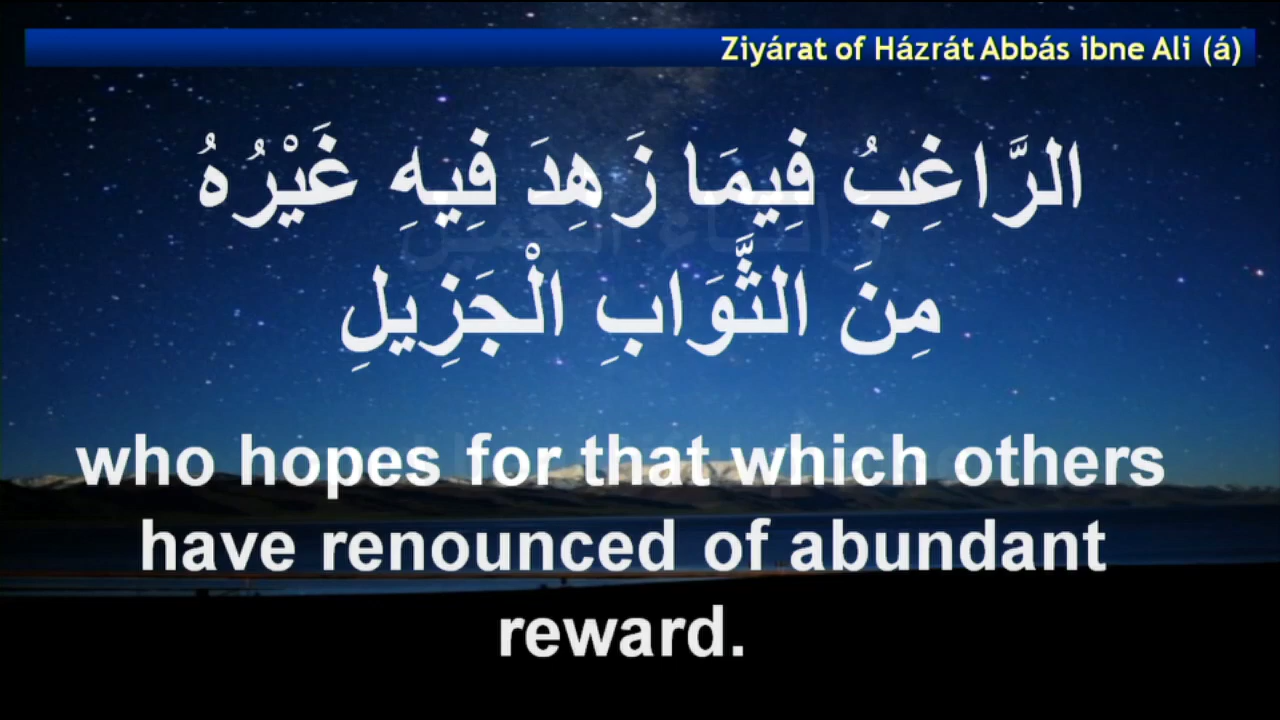 Ziyárat of Házrát Abbás ibne Ali (á)
الرَّاغِبُ فِيمَا زَهِدَ فِيهِ غَيْرُهُ
مِنَ الثَّوَابِ الْجَزِيلِ
who hopes for that which others
have renounced of abundant
reward.